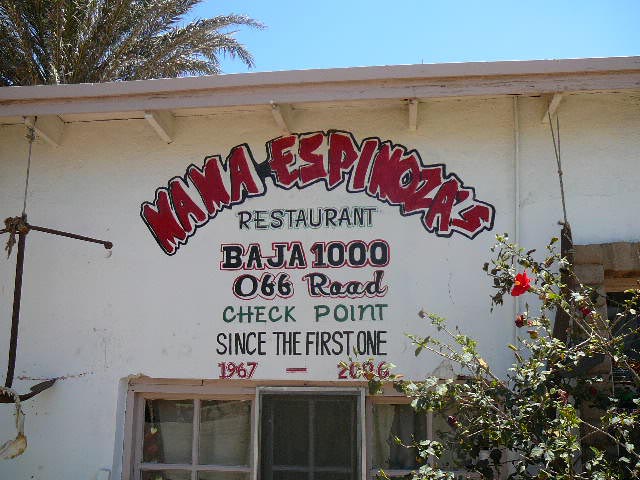 MAMA ESPINOZA'S
RESTAURANT
BAJA 1000
O66 Road
CHECK POINT
SINCE THE FIRST ONE
1967 — 2006